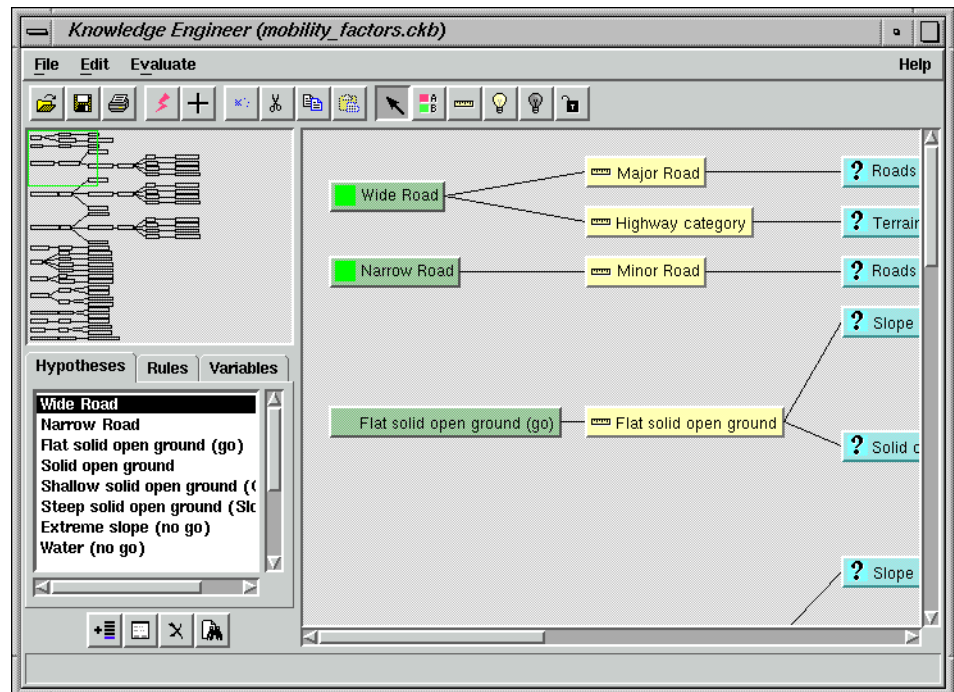 Knowledge Engineer (mobility_factors.ckb)
File Edit Evaluate Help
A
B
Wide Road
Major Road
Roads
Highway category
Terrain
Narrow Road
Minor Road
Roads
Slope
Flat solid open ground (go)
Flat solid open ground
Solid
Slope
Hypotheses Rules Variables
Wide Road
Narrow Road
Flat solid open ground (go)
Solid open ground
Shallow solid open ground (
Steep solid open ground (
Extreme slope (no go)
Water (no go)